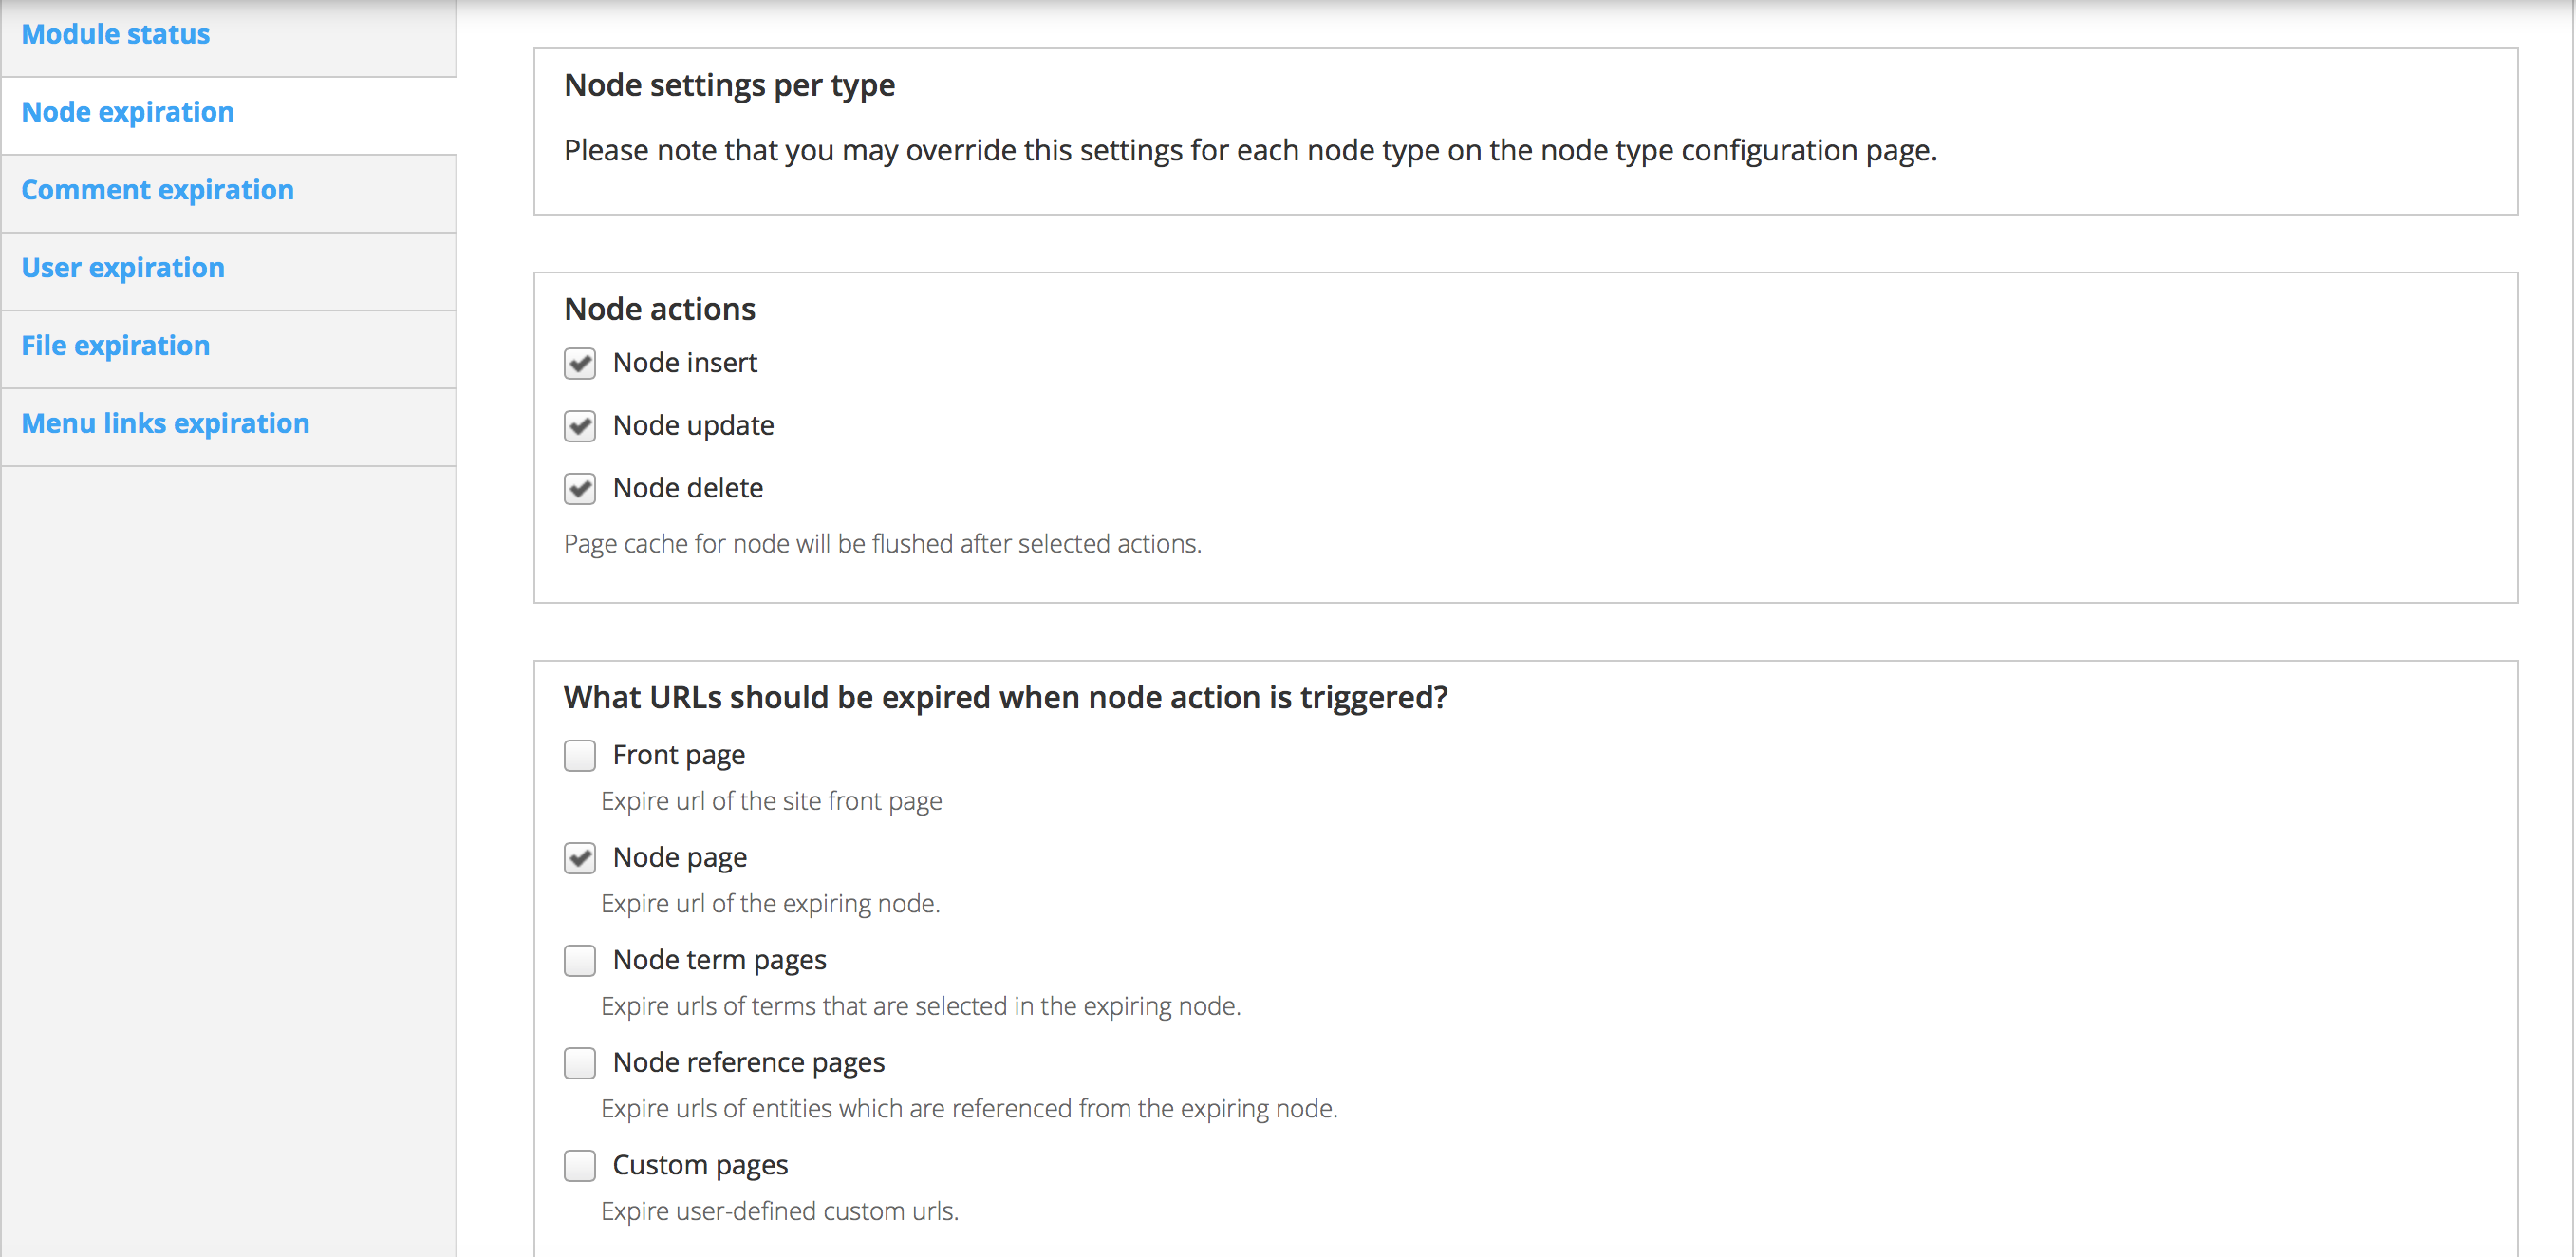 Module status
Node expiration
Comment expiration
User expiration
File expiration
Menu links expiration
Node settings per type
Please note that you may override this settings for each node type on the node type configuration page.
Node actions
Node insert
Node update
Node delete
Page cache for node will be flushed after selected actions.
What URLs should be expired when node action is triggered?
Front page
Expire url of the site front page
Node page
Expire url of the expiring node.
Node term pages
Expire urls of terms that are selected in the expiring node.
Node reference pages
Expire urls of entities which are referenced from the expiring node.
Custom pages
Expire user-defined custom urls.